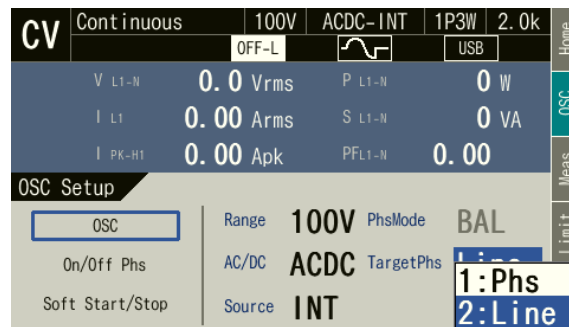 CV Continuous 100V ACDC-INT 1P3W 2.0k
OFF-L USB
V L1-N 0.0 Vrms P L1-N 0 W
I L1 0.00 Arms S L1-N 0 VA
I PK-H1 0.00 Apk PFL1-N 0.00
Home
OSC
Meas
Limit
OSC Setup
OSC Range 100V PhsMode BAL
On/Off Phs AC/DC ACDC TargetPhs Line
Soft Start/Stop Source INT
1:Phs
2:Line